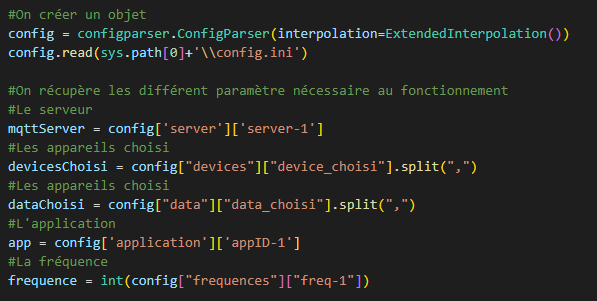 #On créer un objet
config = configparser.ConfigParser(interpolation=ExtendedInterpolation())
config.read(sys.path[0]+'\\config.ini')
#On récupère les différent paramètre nécessaire au fonctionnement
#Le serveur
mqttServer = config['server']['server-1']
#Les appareils choisi
devicesChoisi = config["devices"]["device_choisi"].split(",")
#Les appareils choisi
dataChoisi = config["data"]["data_choisi"].split(",")
#L'application
app = config['application']['appID-1']
#La fréquence
frequence = int(config["frequences"]["freq-1"])